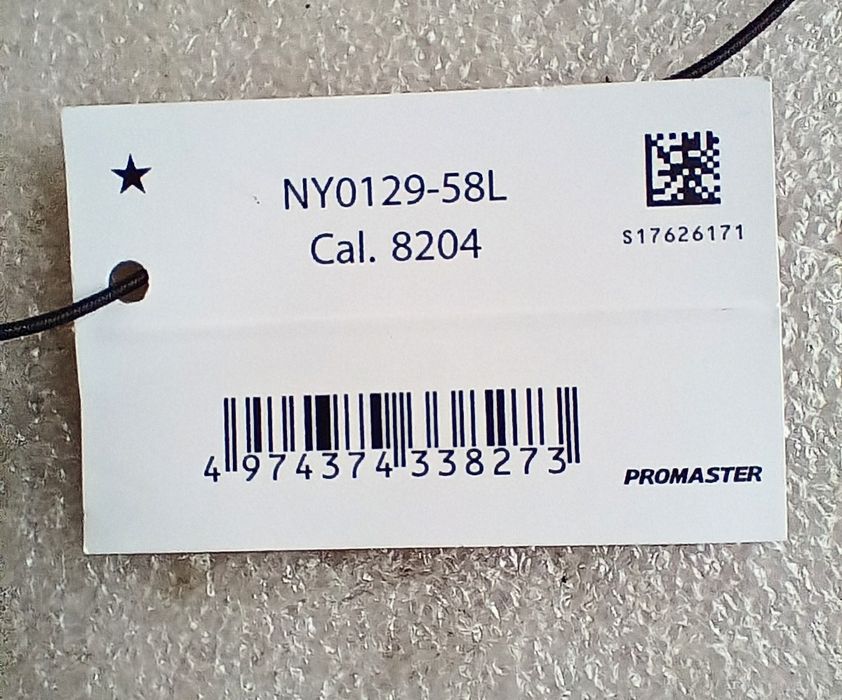 NY0129-58L
Cal. 8204
S17626171
4 974374 338273
PROMASTER